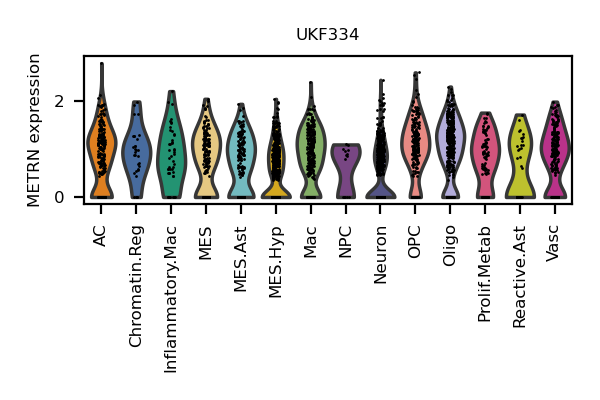 UKF334
METRN expression
2
0
AC
Chromatin.Reg
Inflammatory.Mac
MES
MES.Ast
MES.Hyp
Mac
NPC
Neuron
OPC
Oligo
Prolif.Metab
Reactive.Ast
Vasc